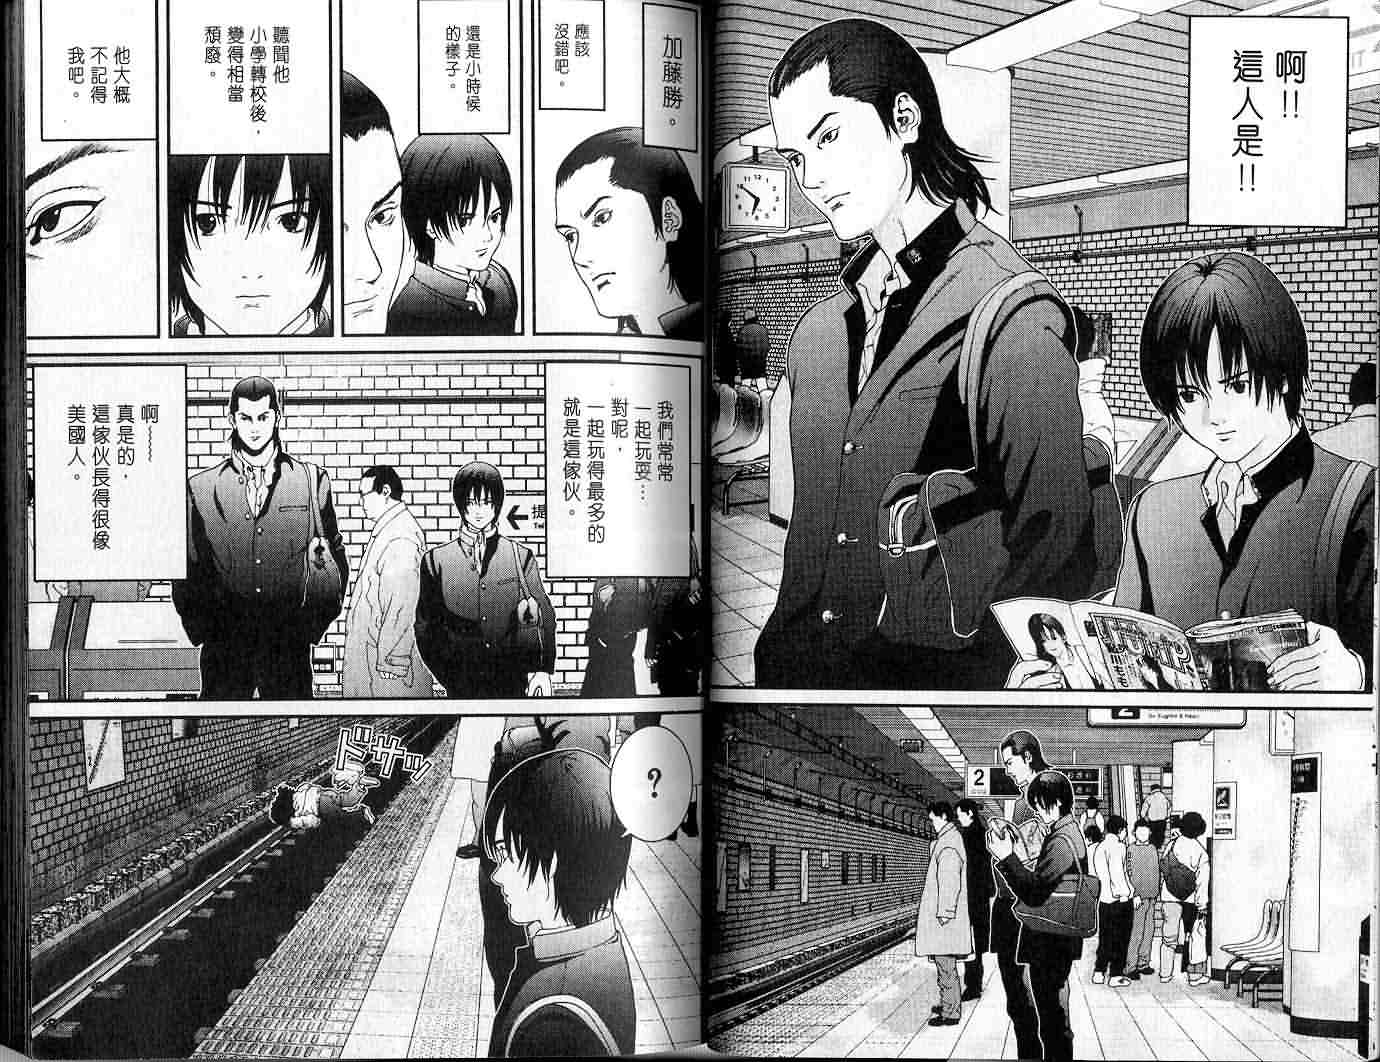 啊!!
這人是!!
加藤勝。
應該
沒錯吧。
還是小時候
的樣子。
聽聞他
小學轉校後，
變得相當
頹廢。
他大概
不記得
我吧。
我們常常
一起玩耍…
對呢，
一起玩得最多的
就是這傢伙。
啊~~~~
真是的，
這傢伙長得很像
美國人。
?
ドサッ
2
2
JUMP